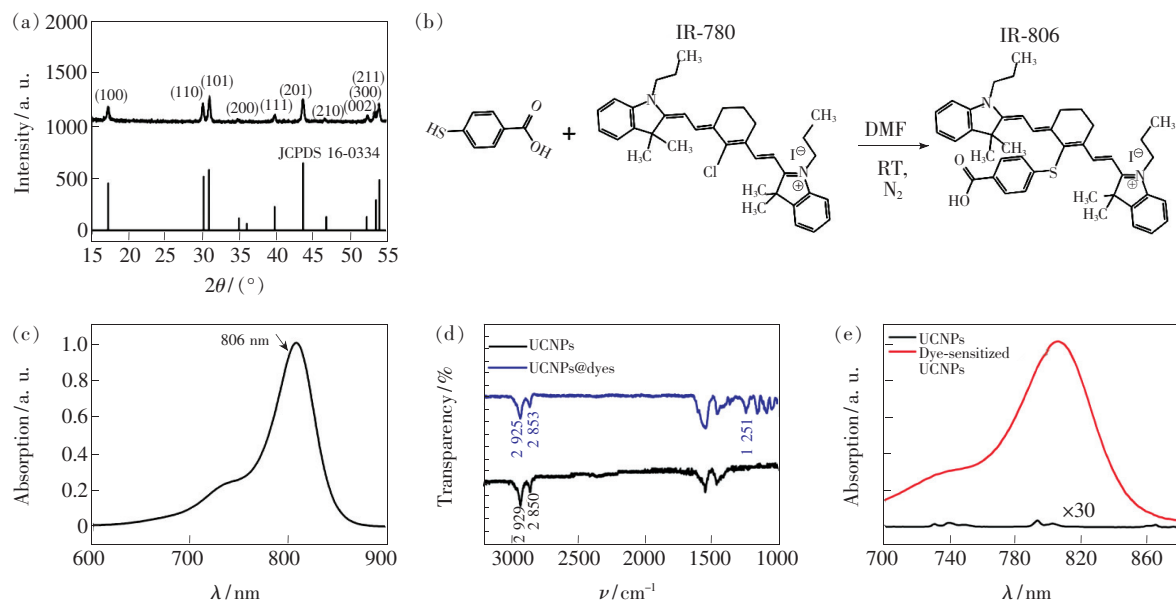 (a)
2000
1500
1000
500
0
Intensity/a. u.
(100)
(110)
(101)
(200)
(111)
(201)
(210)
(211)
(300)
(002)
JCPDS 16-0334
15 20 25 30 35 40 45 50 55
2θ/(°)
(b)
IR-780
IR-806
HS
O
OH
+
CH₃
N
H₃C
CH₃
Cl
I⊖
CH₃
N
⊕
H₃C
H₃C
DMF
RT,
N₂
CH₃
N
H₃C
CH₃
O
HO
S
I⊖
CH₃
N
⊕
H₃C
H₃C
(c)
806 nm
1.0
0.8
0.6
0.4
0.2
0
Absorption/a. u.
600 700 800 900
λ/nm
(d)
UCNPs
UCNPs@dyes
Transparency/%
2 925
2 853
1 251
2 929
2 850
3000 2500 2000 1500 1000
ν/cm⁻¹
(e)
UCNPs
Dye-sensitized
UCNPs
Absorption/a. u.
×30
700 740 780 820 860
λ/nm